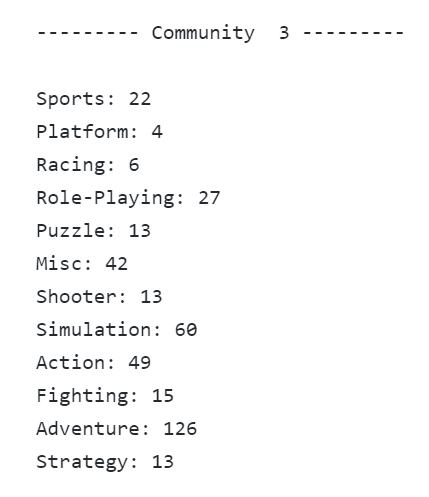 --------- Community  3 ---------
Sports: 22
Platform: 4
Racing: 6
Role-Playing: 27
Puzzle: 13
Misc: 42
Shooter: 13
Simulation: 60
Action: 49
Fighting: 15
Adventure: 126
Strategy: 13